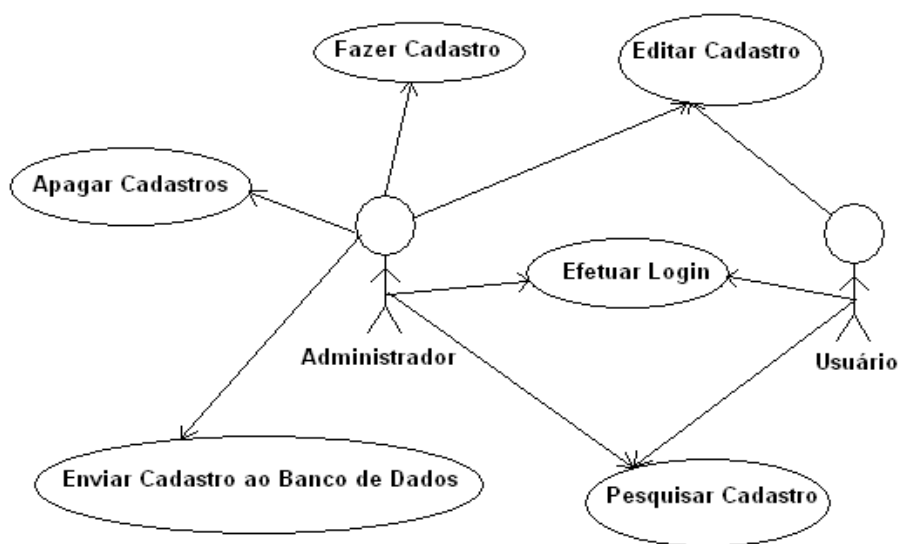 Fazer Cadastro
Editar Cadastro
Apagar Cadastros
Efetuar Login
Administrador
Usuário
Enviar Cadastro ao Banco de Dados
Pesquisar Cadastro